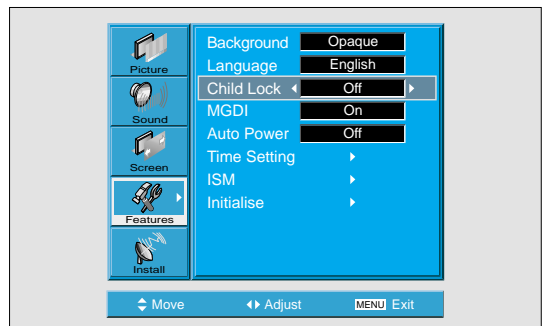 Picture
Sound
Screen
Features
Install
Background Opaque
Language English
Child Lock Off
MGDI On
Auto Power Off
Time Setting
ISM
Initialise
Move Adjust MENU Exit